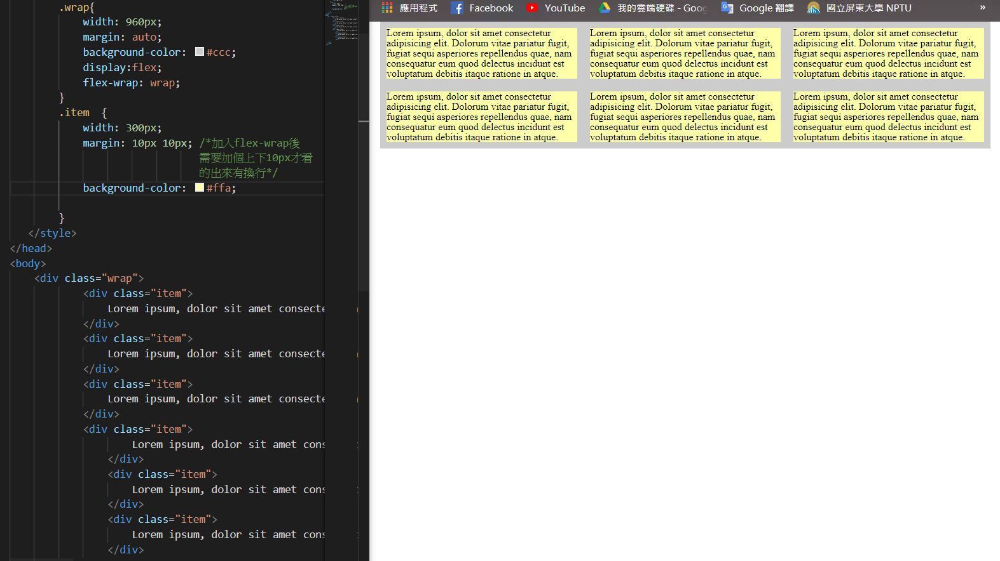 .wrap{
width: 960px;
margin: auto;
background-color: #ccc;
display:flex;
flex-wrap: wrap;
}
.item  {
width: 300px;
margin: 10px 10px; /*加入flex-wrap後
需要加個上下10px才看
的出來有換行*/
background-color: #ffa;
}
</style>
</head>
<body>
<div class="wrap">
<div class="item">
Lorem ipsum, dolor sit amet consecte
</div>
<div class="item">
Lorem ipsum, dolor sit amet consecte
</div>
<div class="item">
Lorem ipsum, dolor sit amet consecte
</div>
<div class="item">
Lorem ipsum, dolor sit amet cons
</div>
<div class="item">
Lorem ipsum, dolor sit amet cons
</div>
<div class="item">
Lorem ipsum, dolor sit amet cons
</div>
應用程式 Facebook YouTube 我的雲端硬碟 - Goog Google 翻譯 國立屏東大學 NPTU »
Lorem ipsum, dolor sit amet consectetur
adipisicing elit. Dolorum vitae pariatur fugit,
fugiat sequi asperiores repellendus quae, nam
consequatur eum quod delectus incidunt est
voluptatum debitis itaque ratione in atque.
Lorem ipsum, dolor sit amet consectetur
adipisicing elit. Dolorum vitae pariatur fugit,
fugiat sequi asperiores repellendus quae, nam
consequatur eum quod delectus incidunt est
voluptatum debitis itaque ratione in atque.
Lorem ipsum, dolor sit amet consectetur
adipisicing elit. Dolorum vitae pariatur fugit,
fugiat sequi asperiores repellendus quae, nam
consequatur eum quod delectus incidunt est
voluptatum debitis itaque ratione in atque.
Lorem ipsum, dolor sit amet consectetur
adipisicing elit. Dolorum vitae pariatur fugit,
fugiat sequi asperiores repellendus quae, nam
consequatur eum quod delectus incidunt est
voluptatum debitis itaque ratione in atque.
Lorem ipsum, dolor sit amet consectetur
adipisicing elit. Dolorum vitae pariatur fugit,
fugiat sequi asperiores repellendus quae, nam
consequatur eum quod delectus incidunt est
voluptatum debitis itaque ratione in atque.
Lorem ipsum, dolor sit amet consectetur
adipisicing elit. Dolorum vitae pariatur fugit,
fugiat sequi asperiores repellendus quae, nam
consequatur eum quod delectus incidunt est
voluptatum debitis itaque ratione in atque.